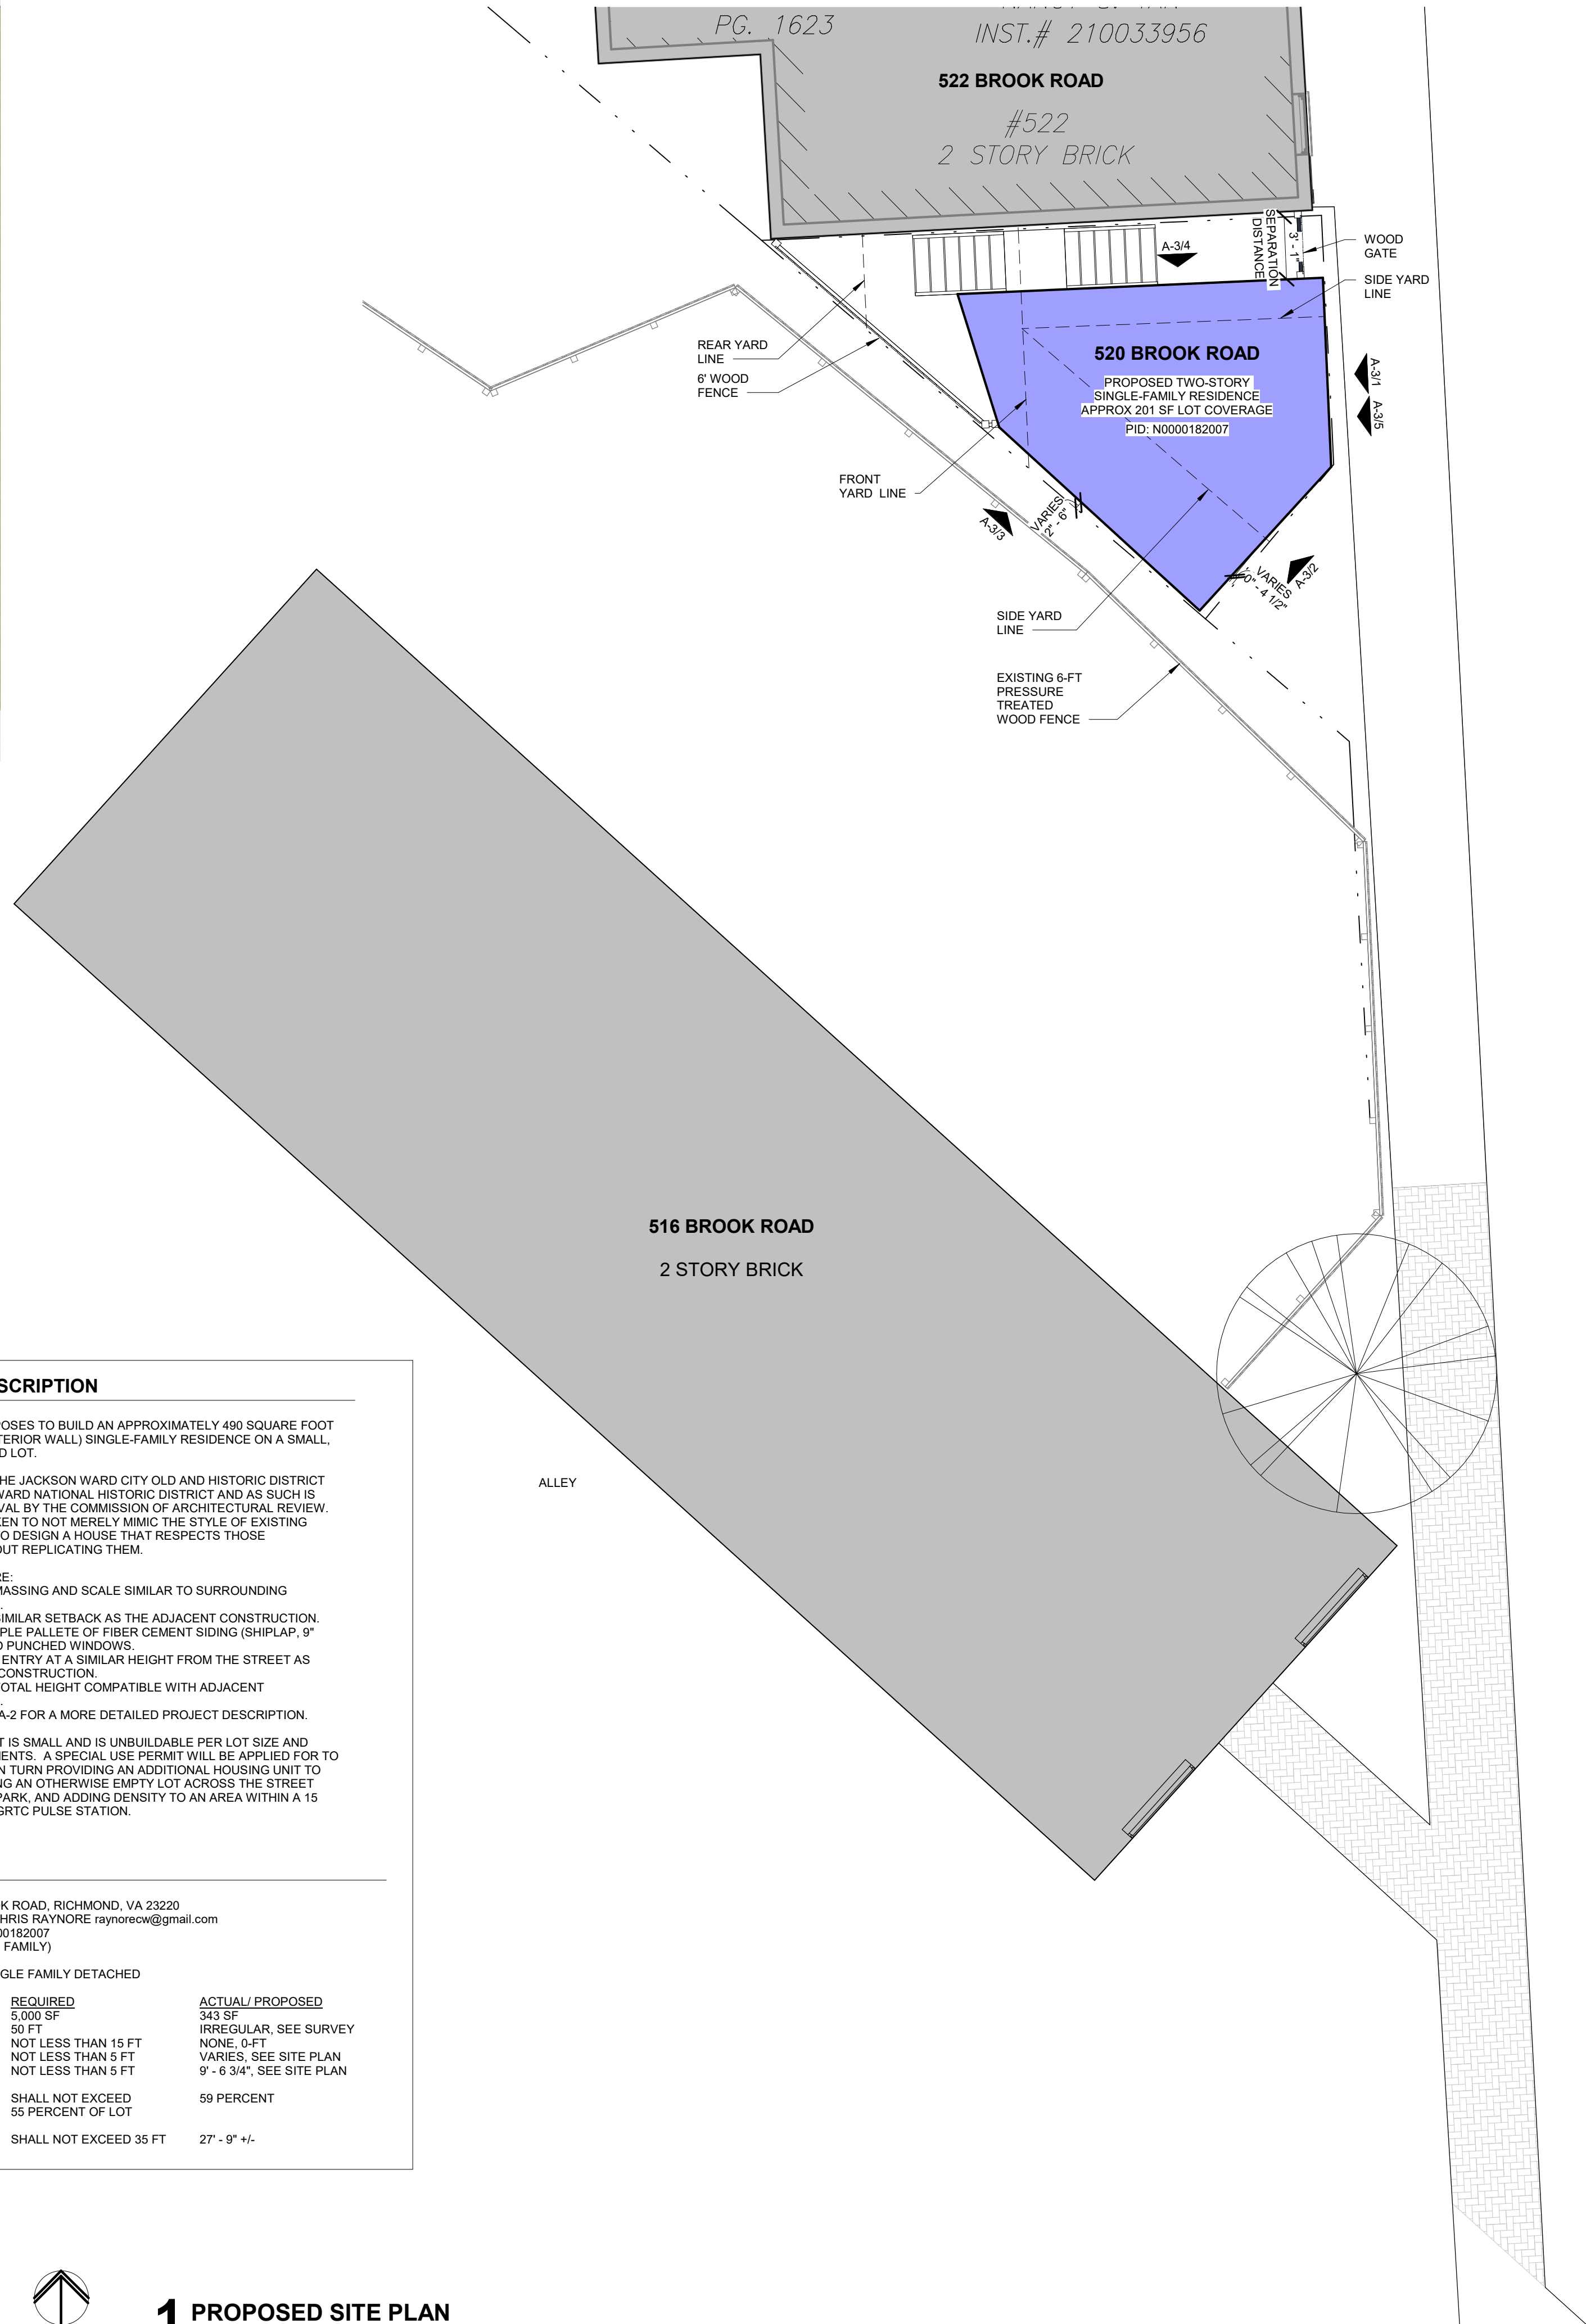 PG. 1623
INST.# 210033956
522 BROOK ROAD
#522
2 STORY BRICK
SEPARATION
DISTANCE
3' - 1"
A-3/4
WOOD
GATE
SIDE YARD
LINE
REAR YARD
LINE
6' WOOD
FENCE
520 BROOK ROAD
PROPOSED TWO-STORY
SINGLE-FAMILY RESIDENCE
APPROX 201 SF LOT COVERAGE
PID: N0000182007
A-3/1
A-3/5
FRONT
YARD LINE
A-3/3
VARIES
2" - 6"
VARIES
0" - 4 1/2"
A-3/2
SIDE YARD
LINE
EXISTING 6-FT
PRESSURE
TREATED
WOOD FENCE
516 BROOK ROAD
2 STORY BRICK
ALLEY
SCRIPTION
POSES TO BUILD AN APPROXIMATELY 490 SQUARE FOOT
TERIOR WALL) SINGLE-FAMILY RESIDENCE ON A SMALL,
D LOT.
HE JACKSON WARD CITY OLD AND HISTORIC DISTRICT
WARD NATIONAL HISTORIC DISTRICT AND AS SUCH IS
VAL BY THE COMMISSION OF ARCHITECTURAL REVIEW.
KEN TO NOT MERELY MIMIC THE STYLE OF EXISTING
O DESIGN A HOUSE THAT RESPECTS THOSE
OUT REPLICATING THEM.
RE:
MASSING AND SCALE SIMILAR TO SURROUNDING
.
SIMILAR SETBACK AS THE ADJACENT CONSTRUCTION.
PLE PALLETE OF FIBER CEMENT SIDING (SHIPLAP, 9"
D PUNCHED WINDOWS.
ENTRY AT A SIMILAR HEIGHT FROM THE STREET AS
CONSTRUCTION.
OTAL HEIGHT COMPATIBLE WITH ADJACENT
.
A-2 FOR A MORE DETAILED PROJECT DESCRIPTION.
T IS SMALL AND IS UNBUILDABLE PER LOT SIZE AND
MENTS. A SPECIAL USE PERMIT WILL BE APPLIED FOR TO
N TURN PROVIDING AN ADDITIONAL HOUSING UNIT TO
NG AN OTHERWISE EMPTY LOT ACROSS THE STREET
PARK, AND ADDING DENSITY TO AN AREA WITHIN A 15
GRTC PULSE STATION.
K ROAD, RICHMOND, VA 23220
HRIS RAYNORE raynorecw@gmail.com
00182007
FAMILY)
GLE FAMILY DETACHED
REQUIRED ACTUAL/ PROPOSED
5,000 SF 343 SF
50 FT IRREGULAR, SEE SURVEY
NOT LESS THAN 15 FT NONE, 0-FT
NOT LESS THAN 5 FT VARIES, SEE SITE PLAN
NOT LESS THAN 5 FT 9' - 6 3/4", SEE SITE PLAN
SHALL NOT EXCEED 59 PERCENT
55 PERCENT OF LOT
SHALL NOT EXCEED 35 FT 27' - 9" +/-
1 PROPOSED SITE PLAN